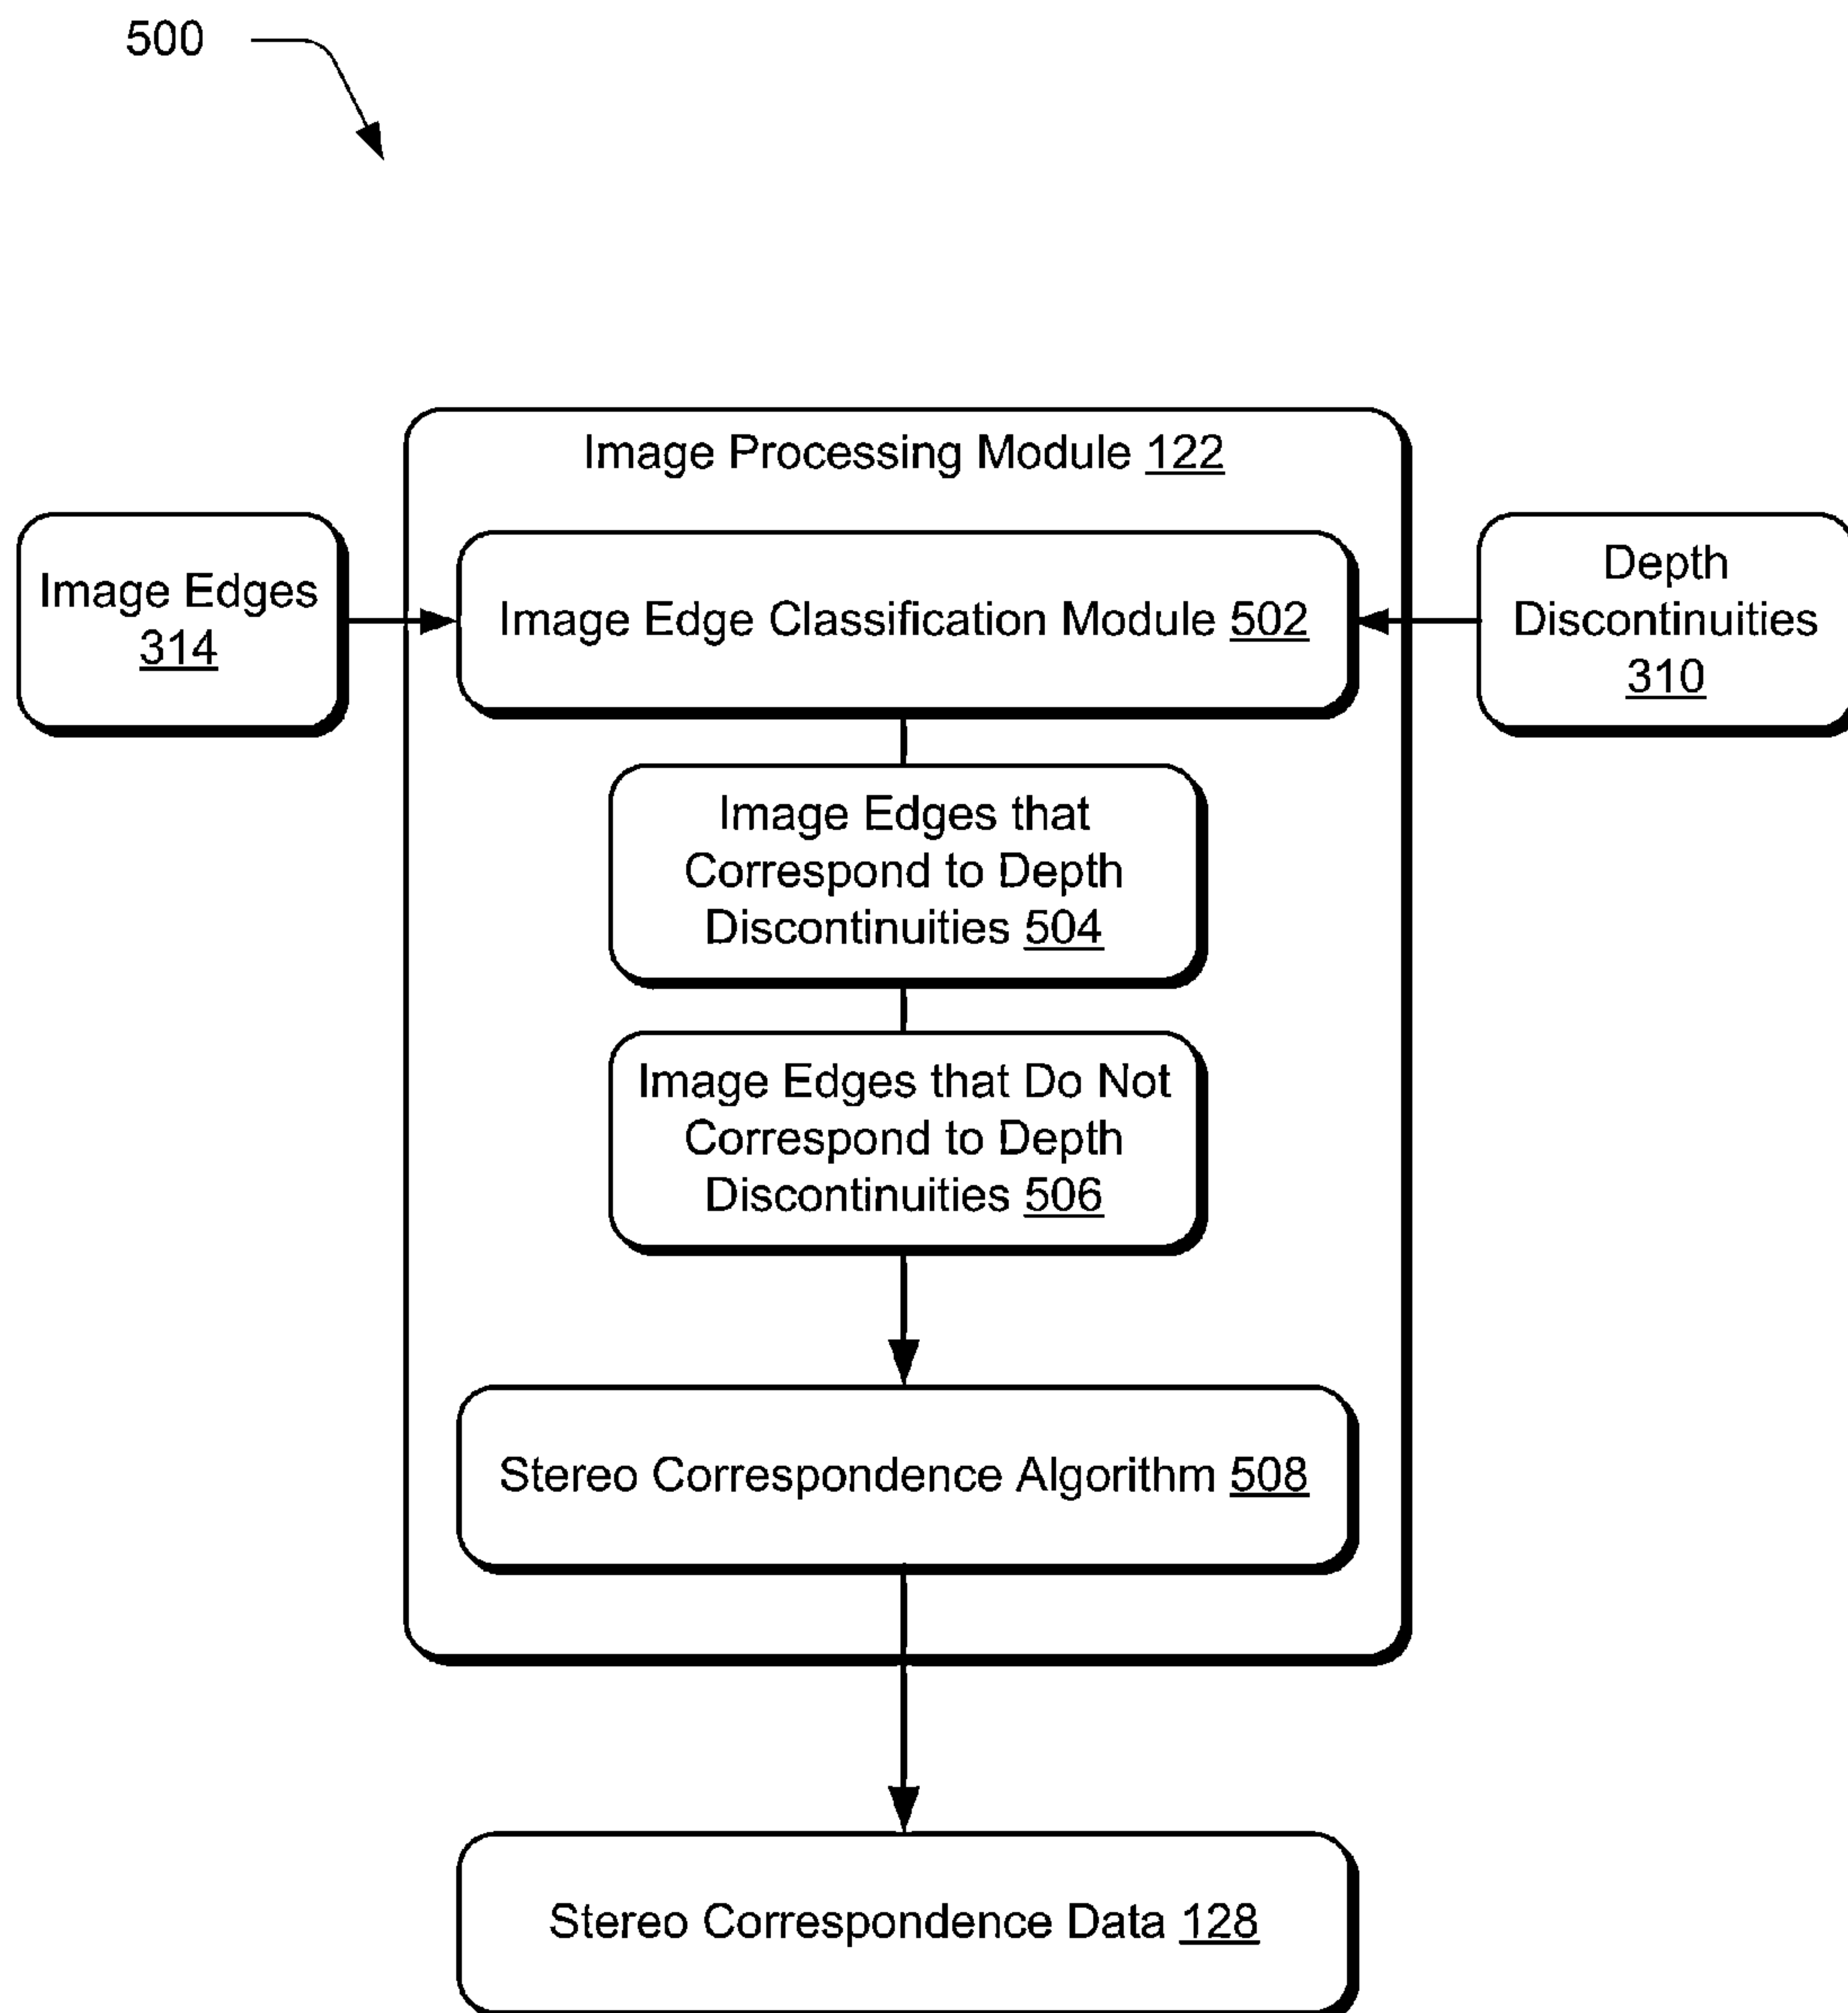 500
Image Processing Module 122
Image Edges
314
Image Edge Classification Module 502
Depth
Discontinuities
310
Image Edges that
Correspond to Depth
Discontinuities 504
Image Edges that Do Not
Correspond to Depth
Discontinuities 506
Stereo Correspondence Algorithm 508
Stereo Correspondence Data 128